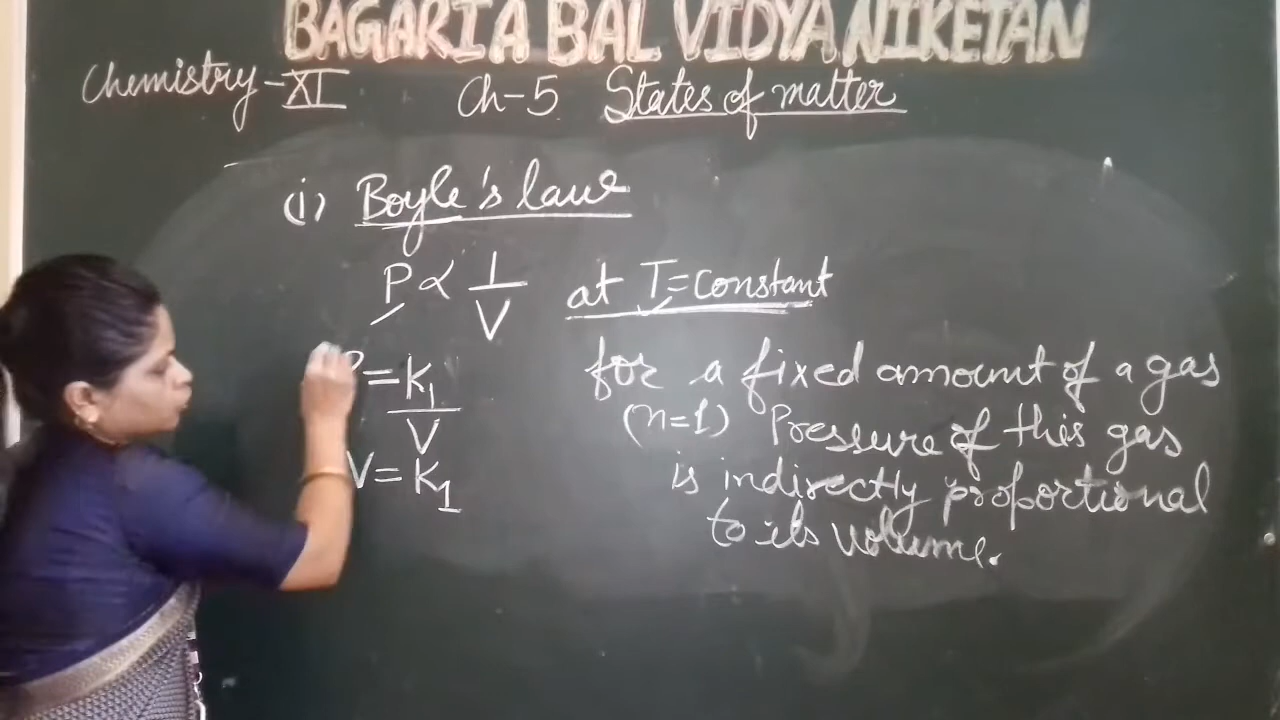 BAGARIA BAL VIDYA NIKETAN
Chemistry-XI Ch-5 States of matter
(i) Boyle's law
P ∝ 1/V at T=constant
P = k₁/V
V = k₁
for a fixed amount of a gas
(n=1) Pressure of this gas
is indirectly proportional
to its volume.